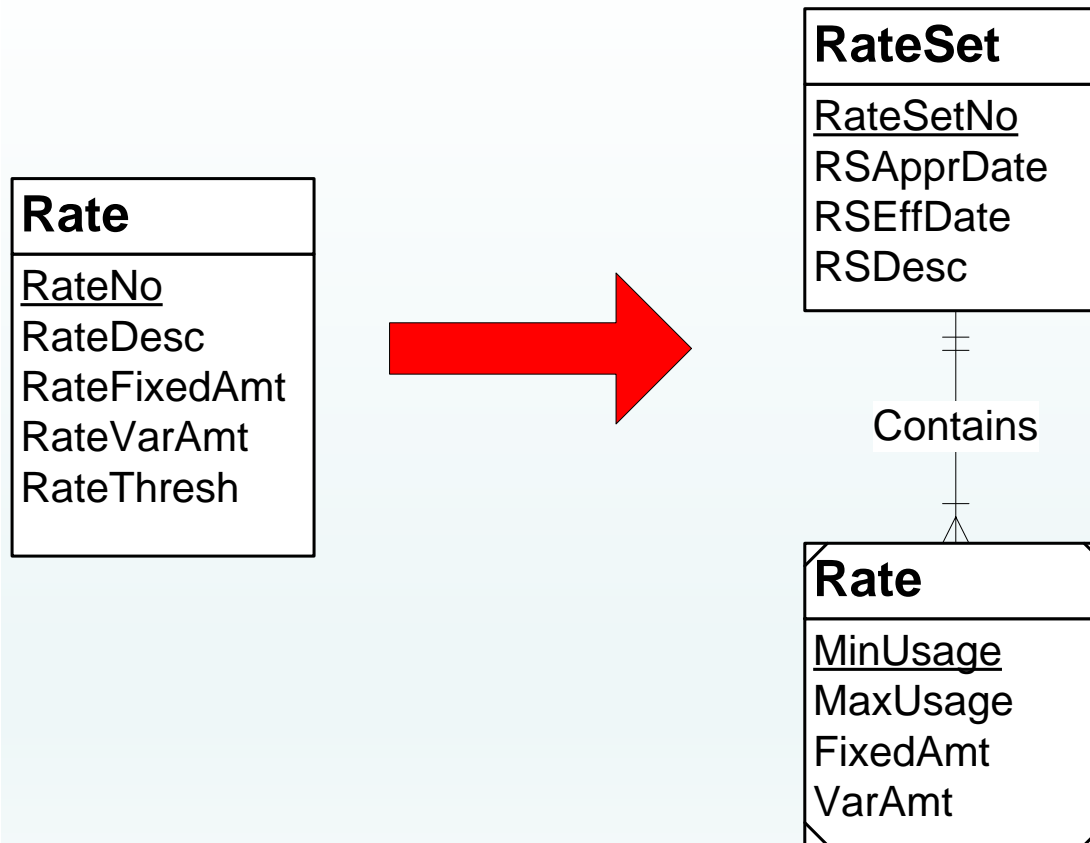 Rate
RateNo
RateDesc
RateFixedAmt
RateVarAmt
RateThresh
RateSet
RateSetNo
RSApprDate
RSEffDate
RSDesc
Contains
Rate
MinUsage
MaxUsage
FixedAmt
VarAmt